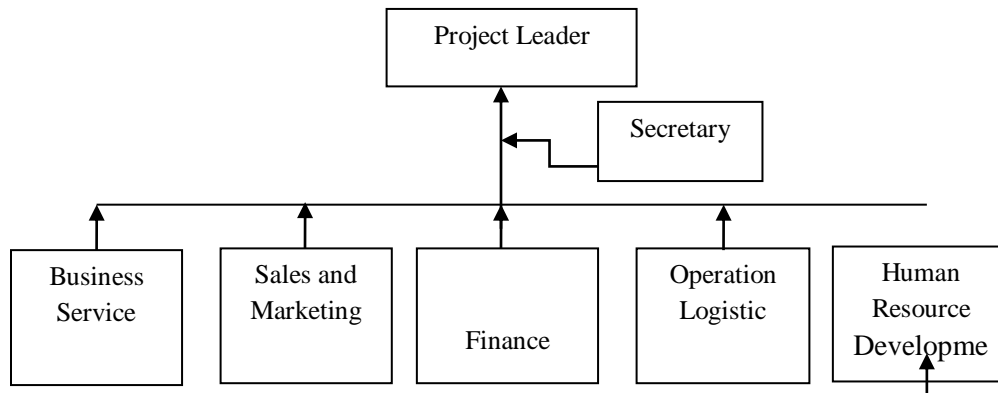 Project Leader
Secretary
Business
Service
Sales and
Marketing
Finance
Operation
Logistic
Human
Resource
Developme